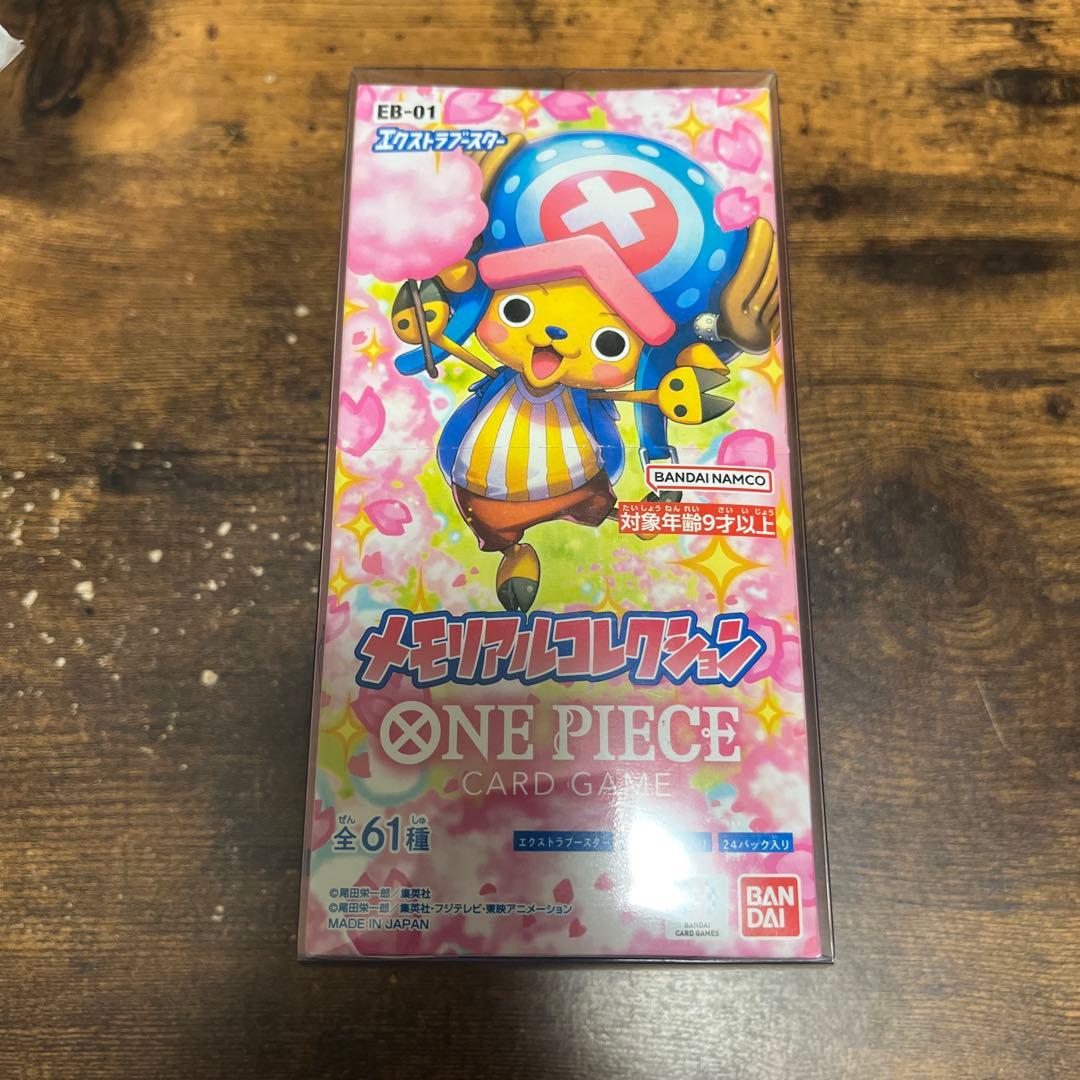 EB-01
エクストラブースター
BANDAI NAMCO
たいしょうねんれい さいいじょう
対象年齢9才以上
メモリアルコレクション
ONE PIECE
CARD GAME
ぜん しゅ
全61種
エクストラブースター
24パック入り
©尾田栄一郎/集英社
©尾田栄一郎/集英社・フジテレビ・東映アニメーション
MADE IN JAPAN
BANDAI
CARD GAMES
BAN
DAI